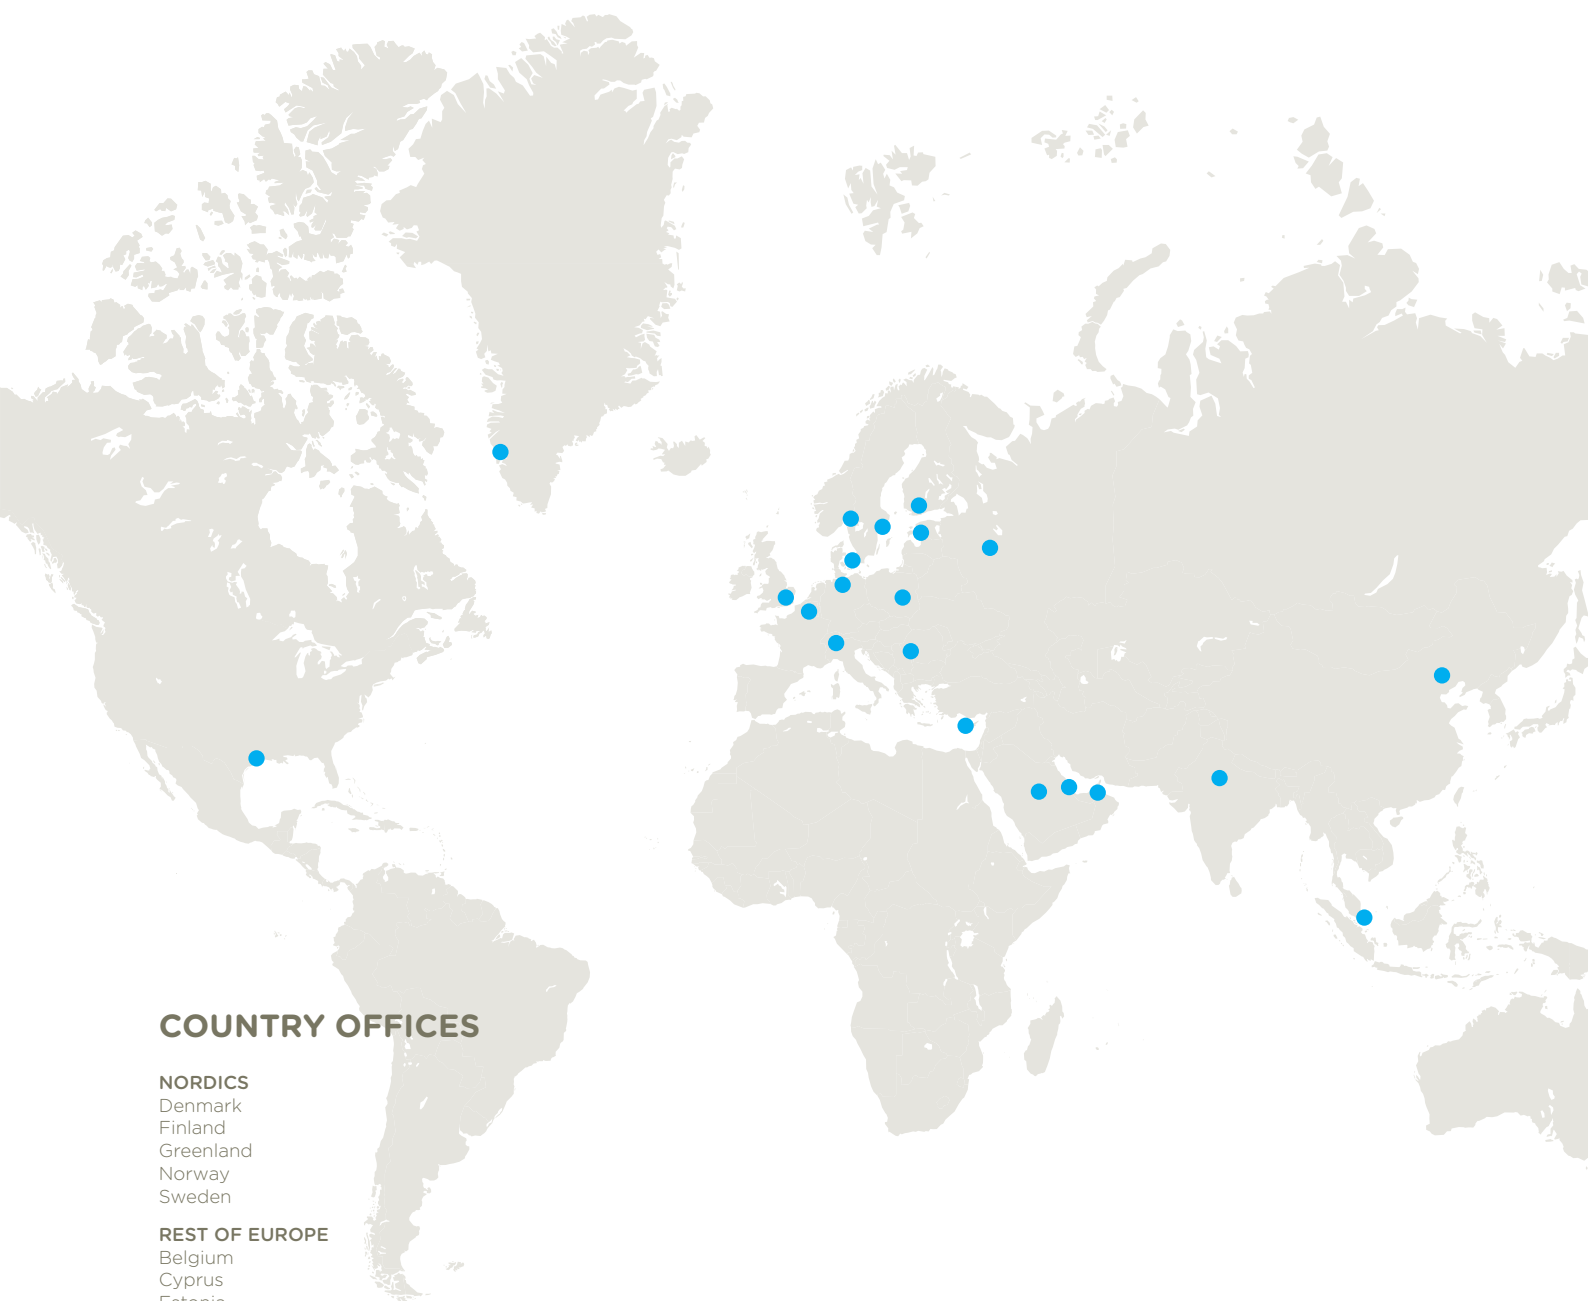 COUNTRY OFFICES
NORDICS
Denmark
Finland
Greenland
Norway
Sweden
REST OF EUROPE
Belgium
Cyprus